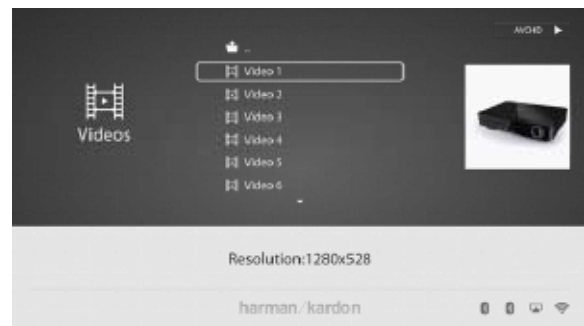 AVCHD
..
Video 1
Video 2
Video 3
Videos
Video 4
Video 5
Video 6
Resolution:1280x528
harman/kardon